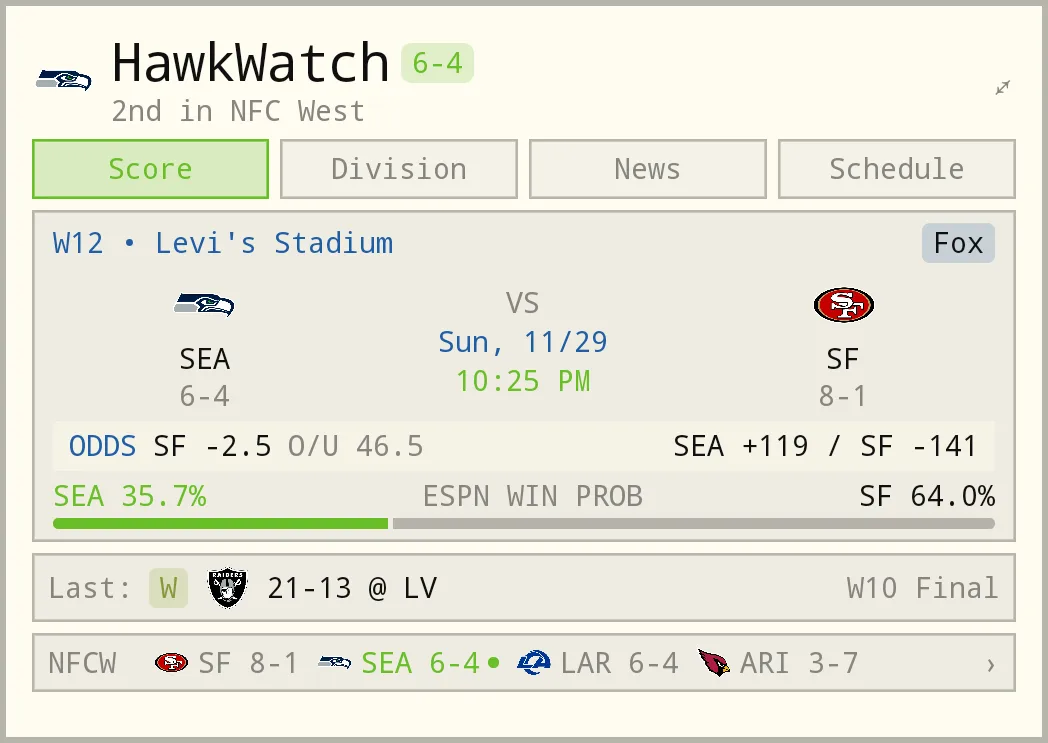 HawkWatch 6-4
2nd in NFC West
Score Division News Schedule
W12 • Levi's Stadium Fox
VS
Sun, 11/29
10:25 PM
SEA SF
6-4 8-1
ODDS SF -2.5 O/U 46.5 SEA +119 / SF -141
SEA 35.7% ESPN WIN PROB SF 64.0%
Last: W RAIDERS 21-13 @ LV W10 Final
NFCW SF 8-1 SEA 6-4 • LAR 6-4 ARI 3-7 ›